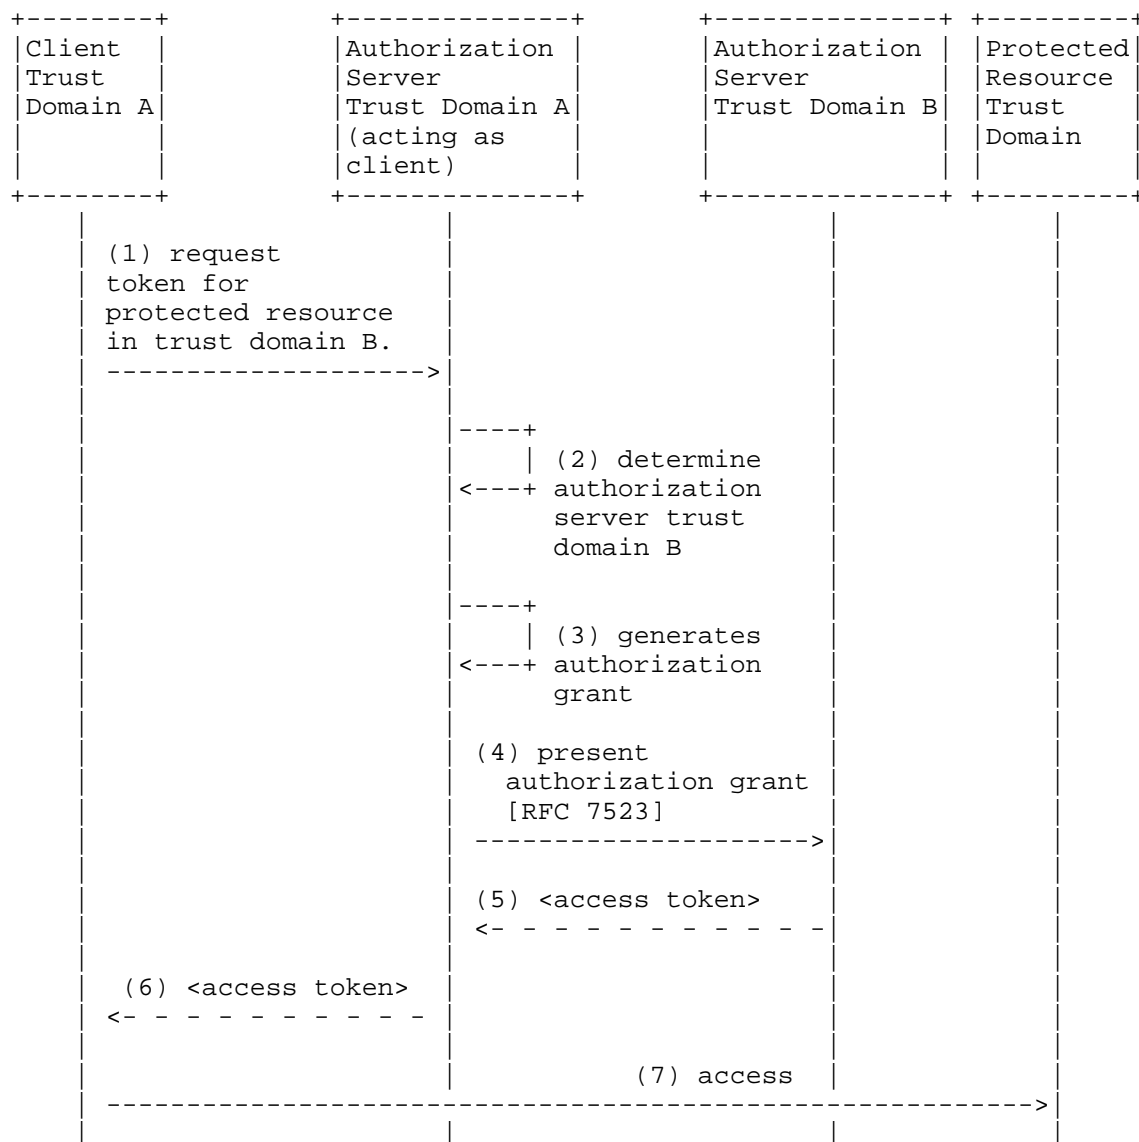 Client
Trust
Domain A
Authorization
Server
Trust Domain A
(acting as
client)
Authorization
Server
Trust Domain B
Protected
Resource
Trust
Domain
(1) request
token for
protected resource
in trust domain B.
(2) determine
authorization
server trust
domain B
(3) generates
authorization
grant
(4) present
authorization grant
[RFC 7523]
(5) <access token>
(6) <access token>
(7) access